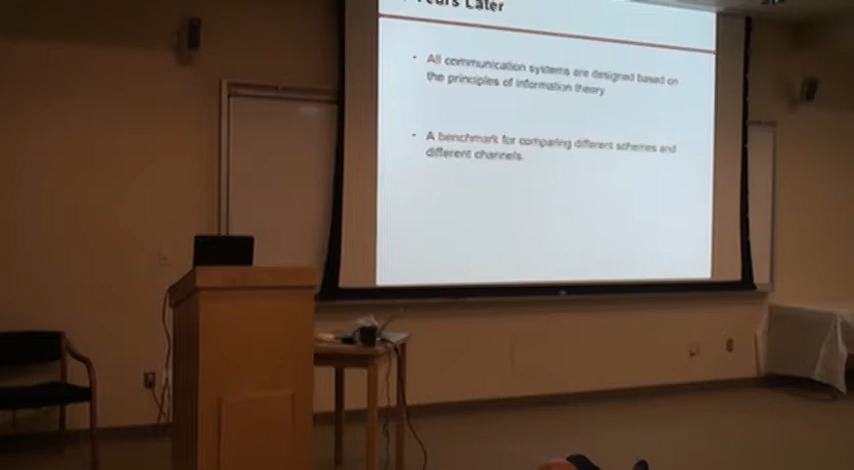 Years Later
· All communication systems are designed based on
the principles of information theory
· A benchmark for comparing different schemes and
different channels.